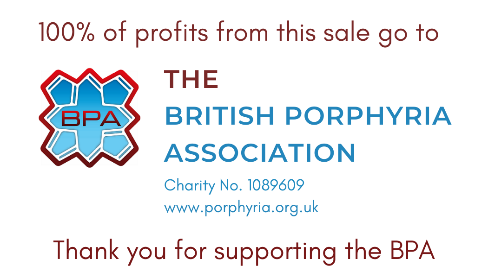 100% of profits from this sale go to
BPA
THE
BRITISH PORPHYRIA
ASSOCIATION
Charity No. 1089609
www.porphyria.org.uk
Thank you for supporting the BPA